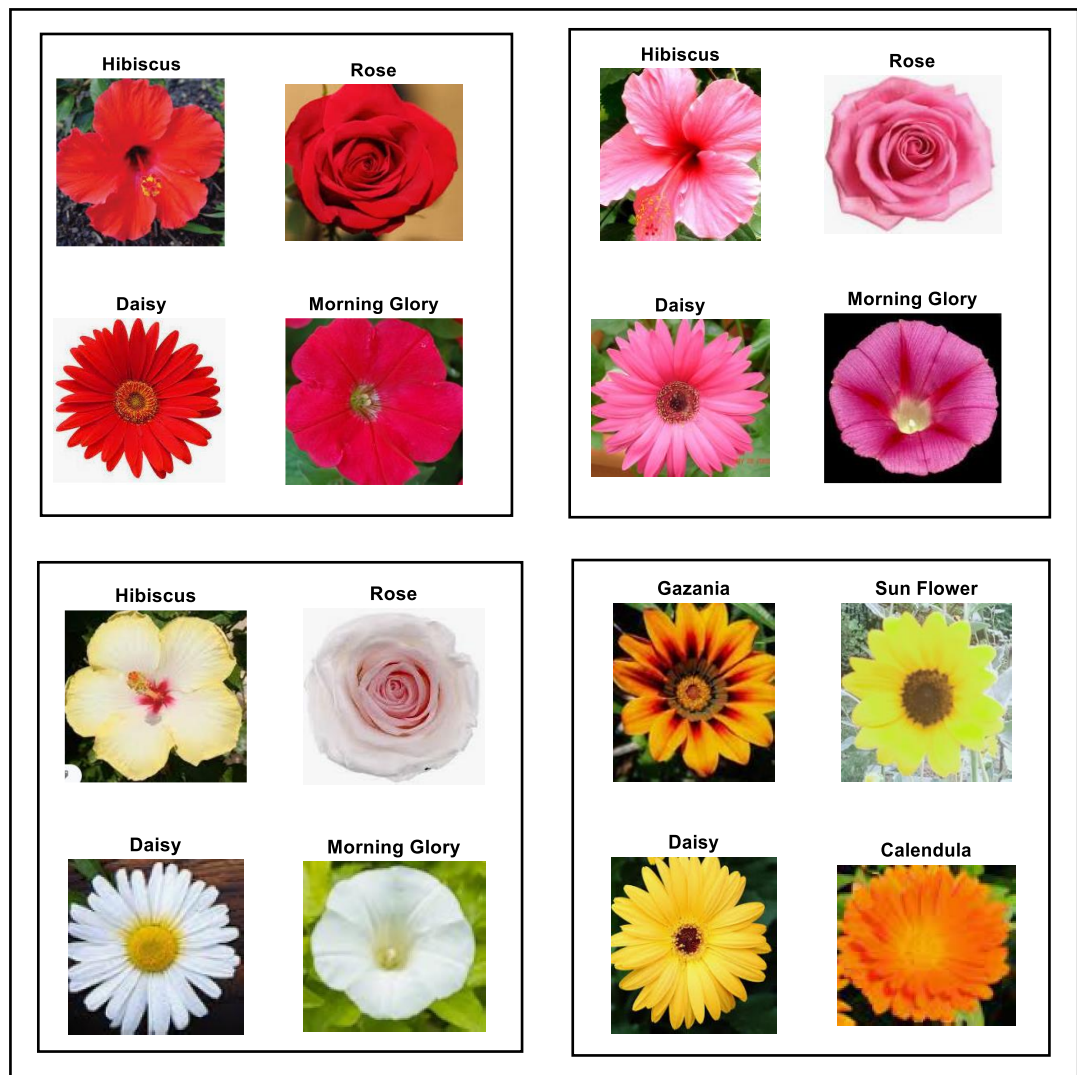 Hibiscus
Rose
Daisy
Morning Glory
Hibiscus
Rose
Daisy
Morning Glory
Hibiscus
Rose
Daisy
Morning Glory
Gazania
Sun Flower
Daisy
Calendula